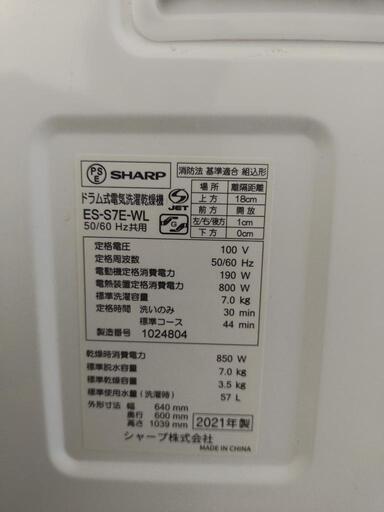 PS
E
SHARP
ドラム式電気洗濯乾燥機
ES-S7E-WL
50/60 Hz共用
S-JET
G
消防法 基準適合 組込形
場所 離隔距離
上方 18cm
前方 開放
左右後方 1cm
下方 0cm
定格電圧 100 V
定格周波数 50/60 Hz
電動機定格消費電力 190 W
電熱装置定格消費電力 800 W
標準洗濯容量 7.0 kg
定格時間 洗いのみ 30 min
標準コース 44 min
製造番号 1024804
乾燥時消費電力 850 W
標準脱水容量 7.0 kg
標準乾燥容量 3.5 kg
標準使用水量(洗濯時) 57 L
外形寸法 幅 640 mm
奥行 600 mm
高さ 1039 mm
2021年製
シャープ株式会社
MADE IN CHINA